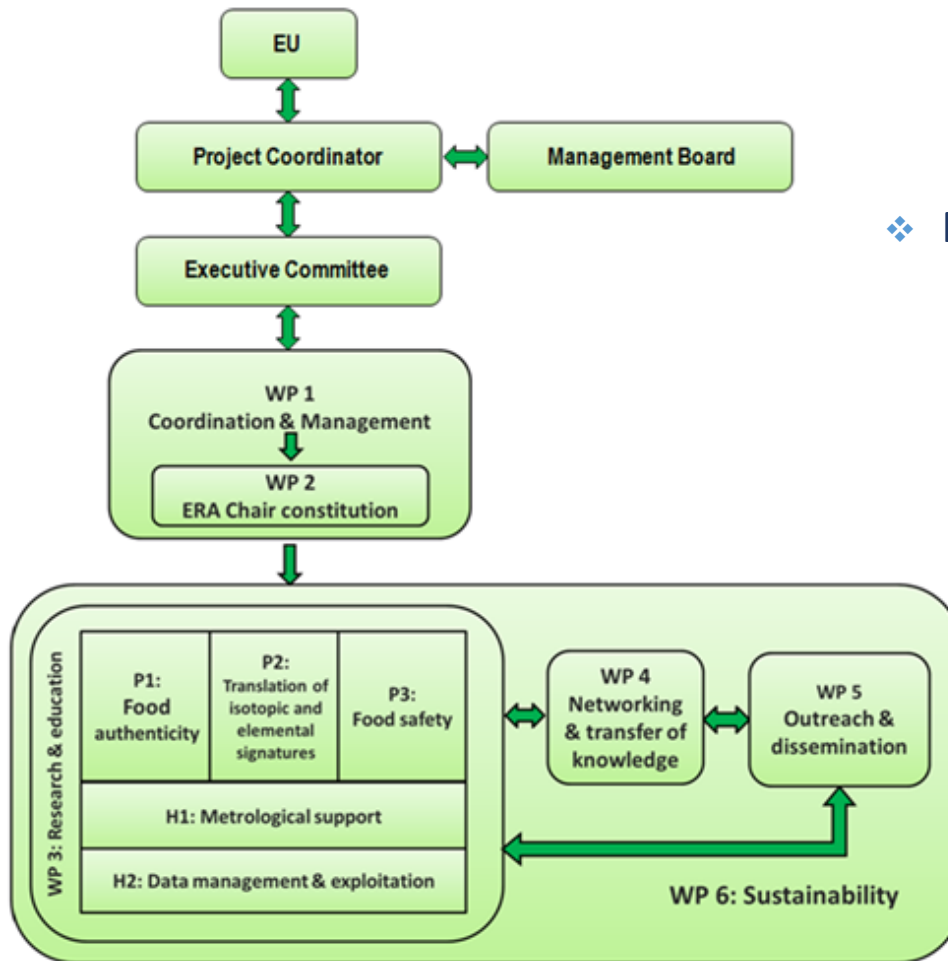 EU
Project Coordinator
Management Board
Executive Committee
WP 1
Coordination & Management
WP 2
ERA Chair constitution
WP 3: Research & education
P1:
Food
authenticity
P2:
Translation of
isotopic and
elemental
signatures
P3:
Food safety
H1: Metrological support
H2: Data management & exploitation
WP 4
Networking
& transfer of
knowledge
WP 5
Outreach &
dissemination
WP 6: Sustainability